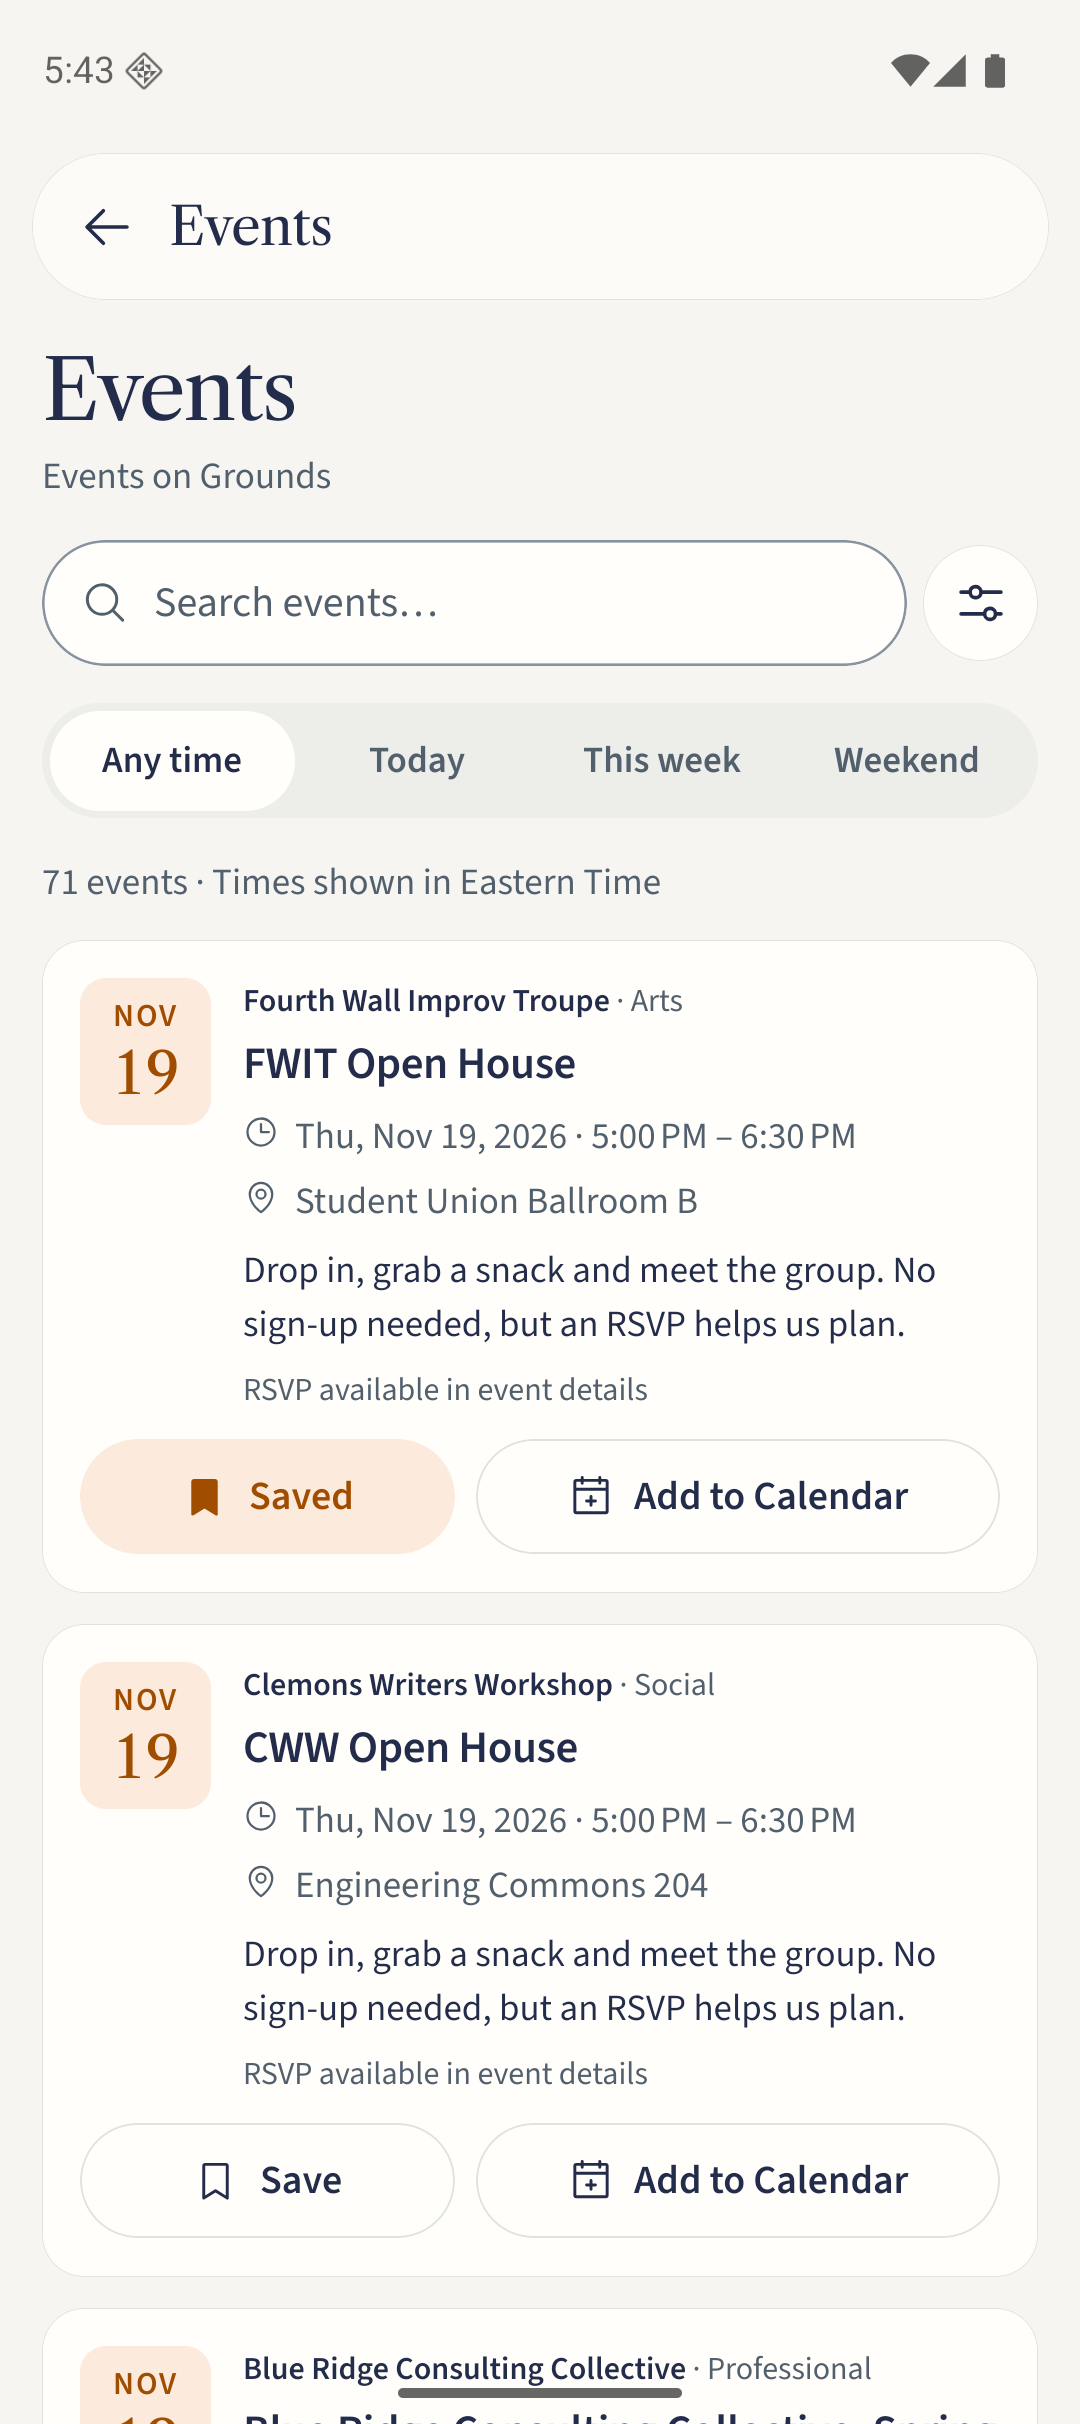 5:43
Events
Events
Events on Grounds
Search events…
Any time
Today
This week
Weekend
71 events · Times shown in Eastern Time
NOV
19
Fourth Wall Improv Troupe · Arts
FWIT Open House
Thu, Nov 19, 2026 · 5:00 PM – 6:30 PM
Student Union Ballroom B
Drop in, grab a snack and meet the group. No
sign-up needed, but an RSVP helps us plan.
RSVP available in event details
Saved
Add to Calendar
NOV
19
Clemons Writers Workshop · Social
CWW Open House
Thu, Nov 19, 2026 · 5:00 PM – 6:30 PM
Engineering Commons 204
Drop in, grab a snack and meet the group. No
sign-up needed, but an RSVP helps us plan.
RSVP available in event details
Save
Add to Calendar
NOV
19
Blue Ridge Consulting Collective · Professional
Blue Ridge Consulting Collective: Spring